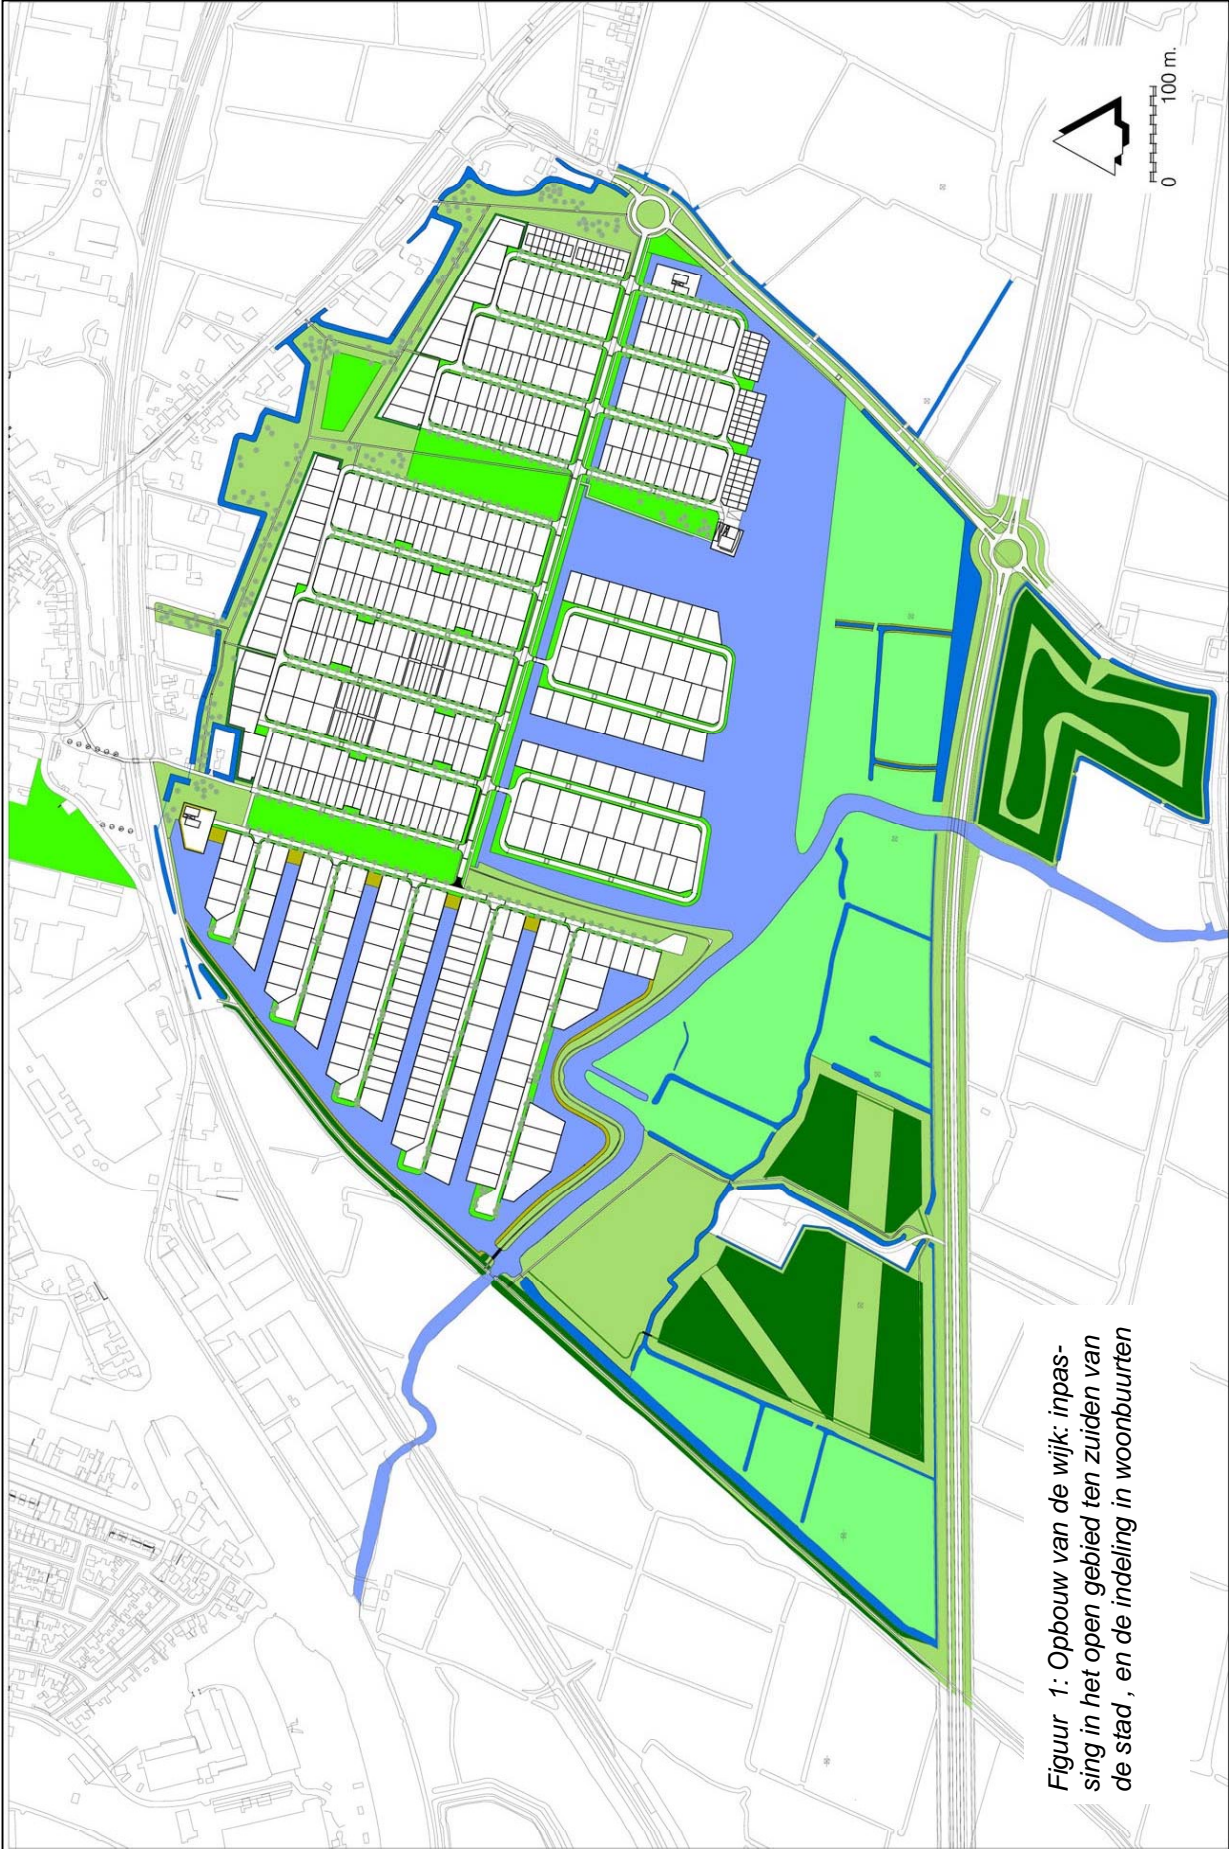 Figuur 1: Opbouw van de wijk: inpas-
sing in het open gebied ten zuiden van
de stad , en de indeling in woonbuurten
0 100 m.